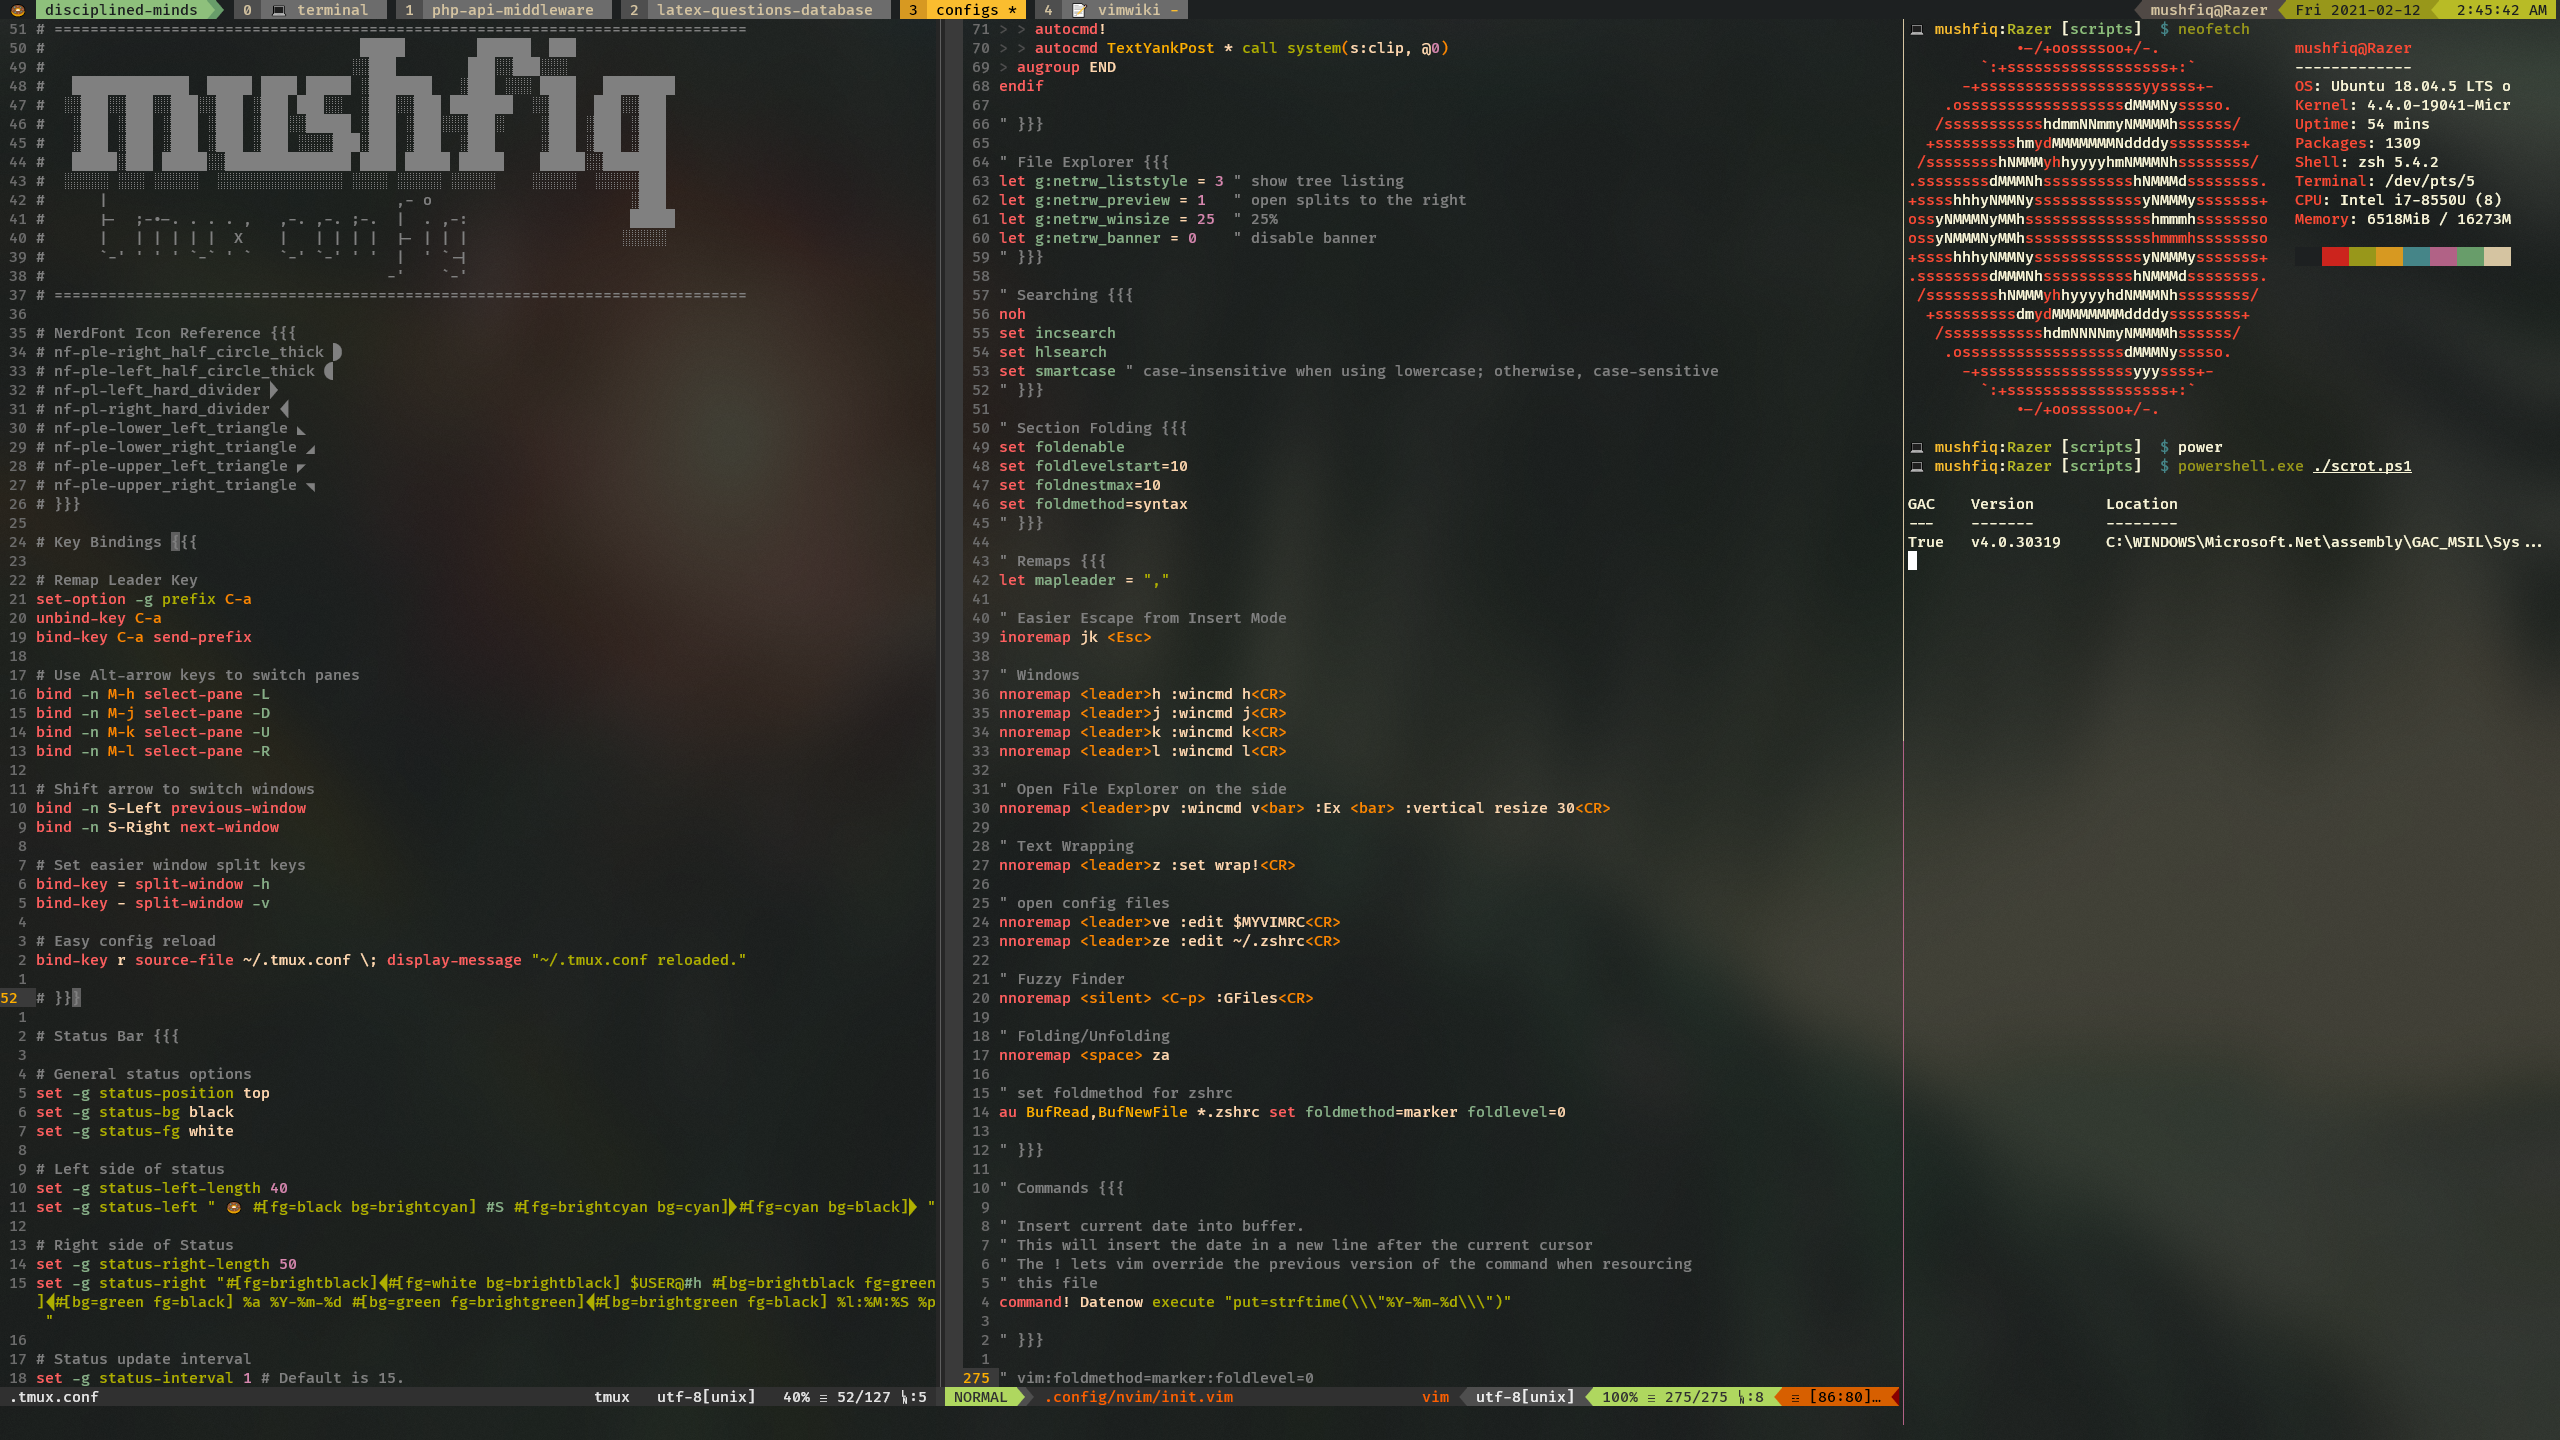 disciplined-minds 0 terminal 1 php-api-middleware 2 latex-questions-database 3 configs * 4 vimwiki - mushfiq@Razer Fri 2021-02-12 2:45:42 AM
51 # =============================================================================
50 #
49 #
48 #
47 # mushfiq
46 #
45 #
44 #
43 #
42 #
41 #
40 # tmux config
39 #
38 #
37 # =============================================================================
36
35 # NerdFont Icon Reference {{{
34 # nf-ple-right_half_circle_thick
33 # nf-ple-left_half_circle_thick
32 # nf-pl-left_hard_divider
31 # nf-pl-right_hard_divider
30 # nf-ple-lower_left_triangle ◣
29 # nf-ple-lower_right_triangle ◢
28 # nf-ple-upper_left_triangle ◤
27 # nf-ple-upper_right_triangle ◥
26 # }}}
25
24 # Key Bindings {{{
23
22 # Remap Leader Key
21 set-option -g prefix C-a
20 unbind-key C-a
19 bind-key C-a send-prefix
18
17 # Use Alt-arrow keys to switch panes
16 bind -n M-h select-pane -L
15 bind -n M-j select-pane -D
14 bind -n M-k select-pane -U
13 bind -n M-l select-pane -R
12
11 # Shift arrow to switch windows
10 bind -n S-Left previous-window
9 bind -n S-Right next-window
8
7 # Set easier window split keys
6 bind-key = split-window -h
5 bind-key - split-window -v
4
3 # Easy config reload
2 bind-key r source-file ~/.tmux.conf \; display-message "~/.tmux.conf reloaded."
1
52 # }}}
1
2 # Status Bar {{{
3
4 # General status options
5 set -g status-position top
6 set -g status-bg black
7 set -g status-fg white
8
9 # Left side of status
10 set -g status-left-length 40
11 set -g status-left " 🍩 #[fg=black bg=brightcyan] #S #[fg=brightcyan bg=cyan]#[fg=cyan bg=black] "
12
13 # Right side of Status
14 set -g status-right-length 50
15 set -g status-right "#[fg=brightblack]#[fg=white bg=brightblack] $USER@#h #[bg=brightblack fg=green
]#[bg=green fg=black] %a %Y-%m-%d #[bg=green fg=brightgreen]#[bg=brightgreen fg=black] %l:%M:%S %p
"
16
17 # Status update interval
18 set -g status-interval 1 # Default is 15.
.tmux.conf tmux utf-8[unix] 40% ≡ 52/127 :5
71 > > autocmd!
70 > > autocmd TextYankPost * call system(s:clip, @0)
69 > augroup END
68 endif
67
66 " }}}
65
64 " File Explorer {{{
63 let g:netrw_liststyle = 3 " show tree listing
62 let g:netrw_preview = 1 " open splits to the right
61 let g:netrw_winsize = 25 " 25%
60 let g:netrw_banner = 0 " disable banner
59 " }}}
58
57 " Searching {{{
56 noh
55 set incsearch
54 set hlsearch
53 set smartcase " case-insensitive when using lowercase; otherwise, case-sensitive
52 " }}}
51
50 " Section Folding {{{
49 set foldenable
48 set foldlevelstart=10
47 set foldnestmax=10
46 set foldmethod=syntax
45 " }}}
44
43 " Remaps {{{
42 let mapleader = ","
41
40 " Easier Escape from Insert Mode
39 inoremap jk <Esc>
38
37 " Windows
36 nnoremap <leader>h :wincmd h<CR>
35 nnoremap <leader>j :wincmd j<CR>
34 nnoremap <leader>k :wincmd k<CR>
33 nnoremap <leader>l :wincmd l<CR>
32
31 " Open File Explorer on the side
30 nnoremap <leader>pv :wincmd v<bar> :Ex <bar> :vertical resize 30<CR>
29
28 " Text Wrapping
27 nnoremap <leader>z :set wrap!<CR>
26
25 " open config files
24 nnoremap <leader>ve :edit $MYVIMRC<CR>
23 nnoremap <leader>ze :edit ~/.zshrc<CR>
22
21 " Fuzzy Finder
20 nnoremap <silent> <C-p> :GFiles<CR>
19
18 " Folding/Unfolding
17 nnoremap <space> za
16
15 " set foldmethod for zshrc
14 au BufRead,BufNewFile *.zshrc set foldmethod=marker foldlevel=0
13
12 " }}}
11
10 " Commands {{{
9
8 " Insert current date into buffer.
7 " This will insert the date in a new line after the current cursor
6 " The ! lets vim override the previous version of the command when resourcing
5 " this file
4 command! Datenow execute "put=strftime(\\\"%Y-%m-%d\\\")"
3
2 " }}}
1
275 " vim:foldmethod=marker:foldlevel=0
NORMAL .config/nvim/init.vim vim utf-8[unix] 100% ≡ 275/275 :8 [86:80]…
mushfiq:Razer [scripts] $ neofetch
mushfiq@Razer
-------------
OS: Ubuntu 18.04.5 LTS o
Kernel: 4.4.0-19041-Micr
Uptime: 54 mins
Packages: 1309
Shell: zsh 5.4.2
Terminal: /dev/pts/5
CPU: Intel i7-8550U (8)
Memory: 6518MiB / 16273M
mushfiq:Razer [scripts] $ power
mushfiq:Razer [scripts] $ powershell.exe ./scrot.ps1
GAC Version Location
--- ------- --------
True v4.0.30319 C:\WINDOWS\Microsoft.Net\assembly\GAC_MSIL\Sys...